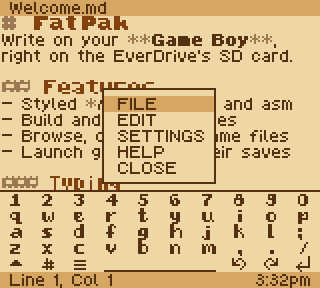 Welcome.md
# FatPak
Write on your **Game Boy**,
right on the EverDrive's SD card.
## Features
- Styled and asm
- Build and es
- Browse, me files
- Launch eir saves
FILE
EDIT
SETTINGS
HELP
CLOSE
### Typing
1 2 3 4 5 6 7 8 9 0
q w e r t y u i o p
a s d f g h j k l ;
z x c v b n m , . /
#
Line 1, Col 1 3:32pm